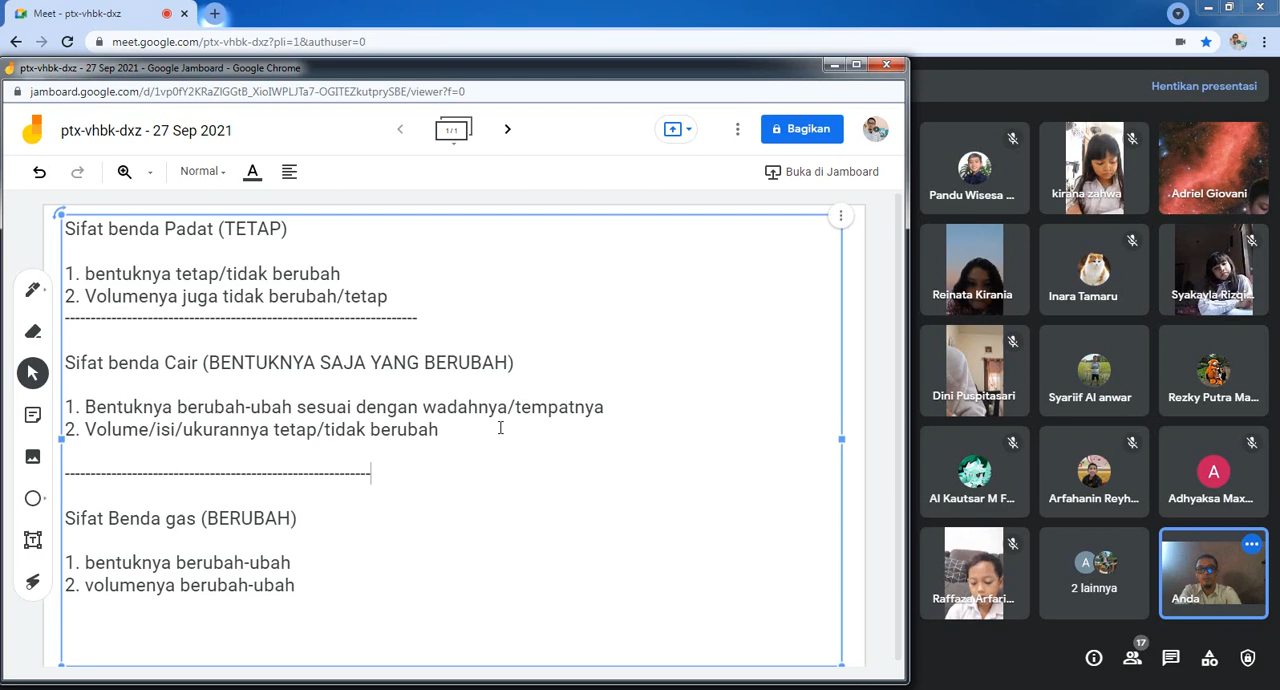 Meet - ptx-vhbk-dxz
meet.google.com/ptx-vhbk-dxz?pli=1&authuser=0
ptx-vhbk-dxz - 27 Sep 2021 - Google Jamboard - Google Chrome
jamboard.google.com/d/1vp0fY2KRaZlGGtB_XioIWPLJTa7-OGITEZkutprySBE/viewer?f=0
Hentikan presentasi
ptx-vhbk-dxz - 27 Sep 2021
1/1
Bagikan
Normal
A
Buka di Jamboard
Sifat benda Padat (TETAP)
1. bentuknya tetap/tidak berubah
2. Volumenya juga tidak berubah/tetap
--------------------------------------------------------------------
Sifat benda Cair (BENTUKNYA SAJA YANG BERUBAH)
1. Bentuknya berubah-ubah sesuai dengan wadahnya/tempatnya
2. Volume/isi/ukurannya tetap/tidak berubah
-----------------------------------------------------------
Sifat Benda gas (BERUBAH)
1. bentuknya berubah-ubah
2. volumenya berubah-ubah
Pandu Wisesa ...
kirana zahwa
Adriel Giovani
Reinata Kirania
Inara Tamaru
Syakayla Rizqi...
Dini Puspitasari
Syariif Al anwar
Rezky Putra Ma...
Al Kautsar M F...
Arfahanin Reyh...
A
Adhyaksa Max...
Raffaza Arfari...
A
2 lainnya
Anda
17